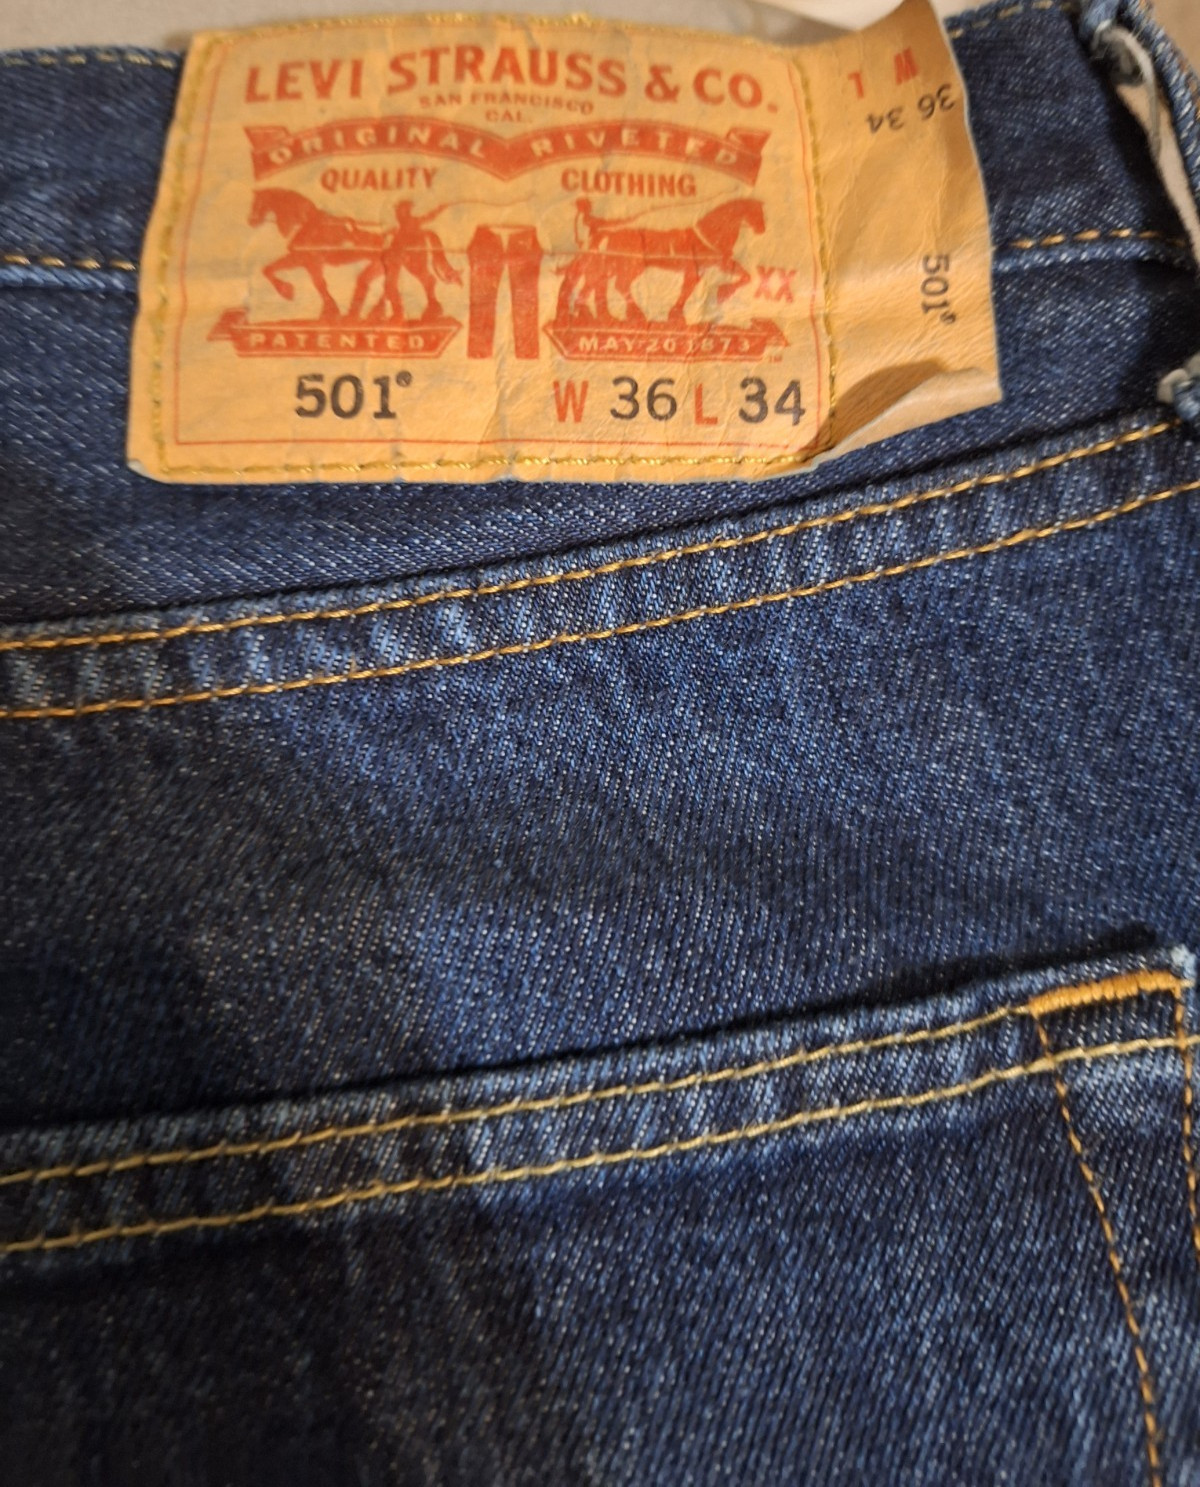 LEVI STRAUSS & CO.
SAN FRANCISCO
CAL.
ORIGINAL RIVETED
QUALITY CLOTHING
XX
PATENTED MAY 20 1873
TM
501® W 36 L 34
W 36
L 34
501®